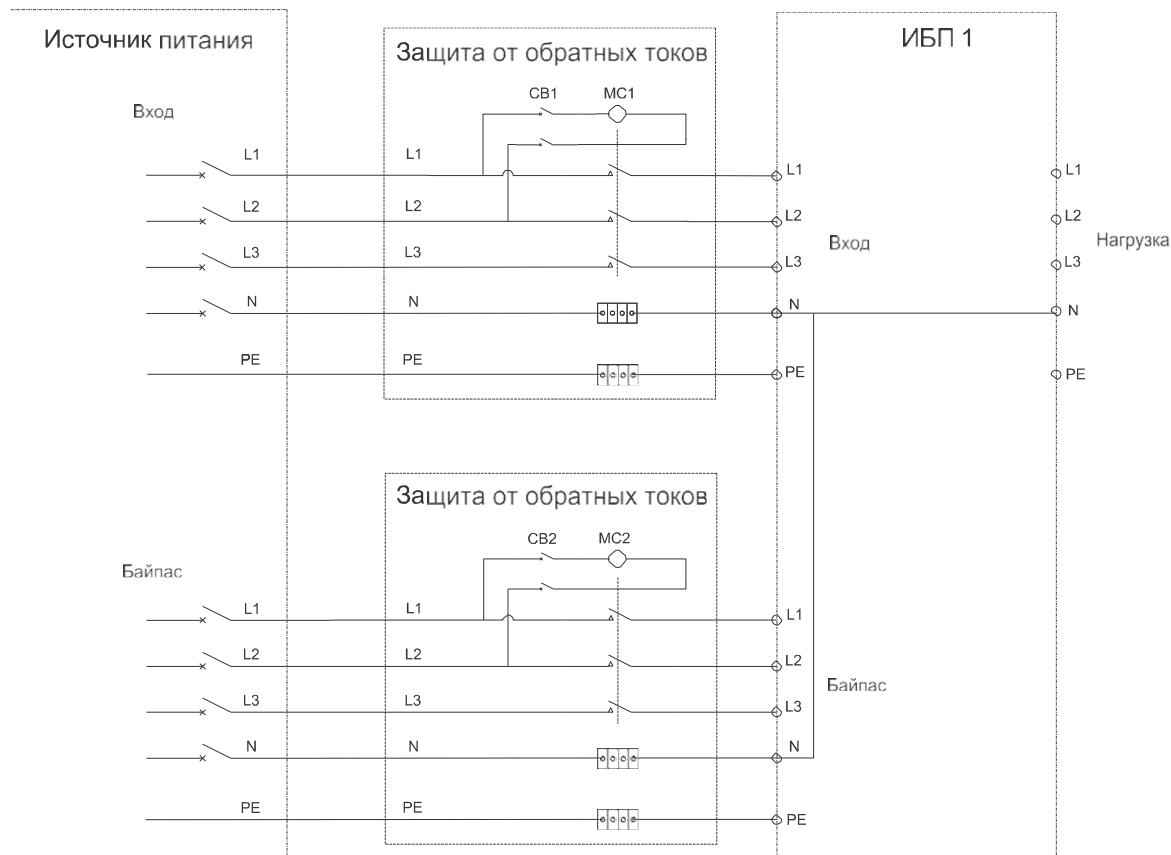 Источник питания
Защита от обратных токов
ИБП 1
CB1 MC1
Вход
L1 L1 L1 L1
L2 L2 L2 L2
Вход Нагрузка
L3 L3 L3 L3
N N N N
PE PE PE PE
Защита от обратных токов
CB2 MC2
Байпас
L1 L1 L1
L2 L2 L2
Байпас
L3 L3 L3
N N N
PE PE PE